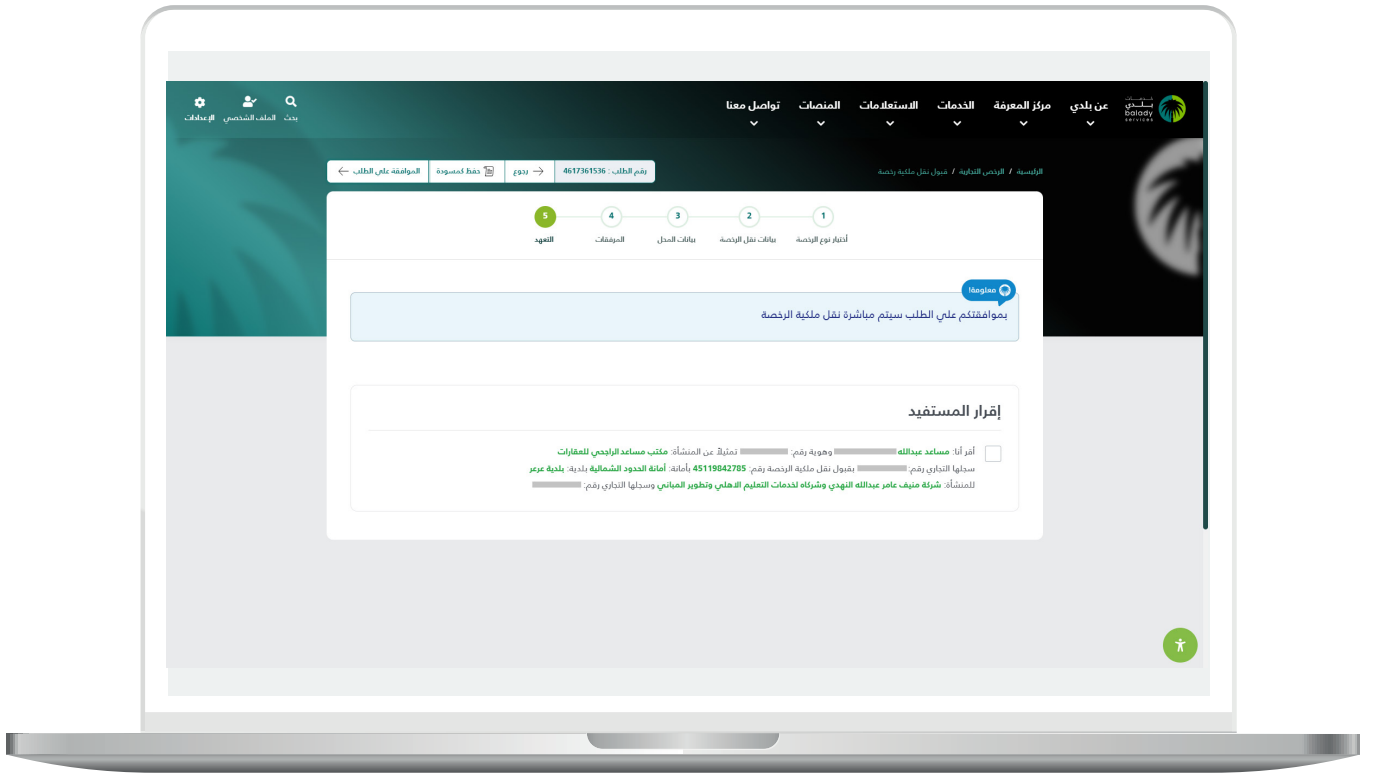 خدمات
بلدي
balady
services
عن بلدي
مركز المعرفة
الخدمات
الاستعلامات
المنصات
تواصل معنا
بحث
الملف الشخصي
الإعدادات
الرئيسية / الرخص التجارية / قبول نقل ملكية رخصة
رقم الطلب : 4617361536
رجوع
حفظ كمسودة
الموافقة على الطلب
1
أختيار نوع الرخصة
2
بيانات نقل الرخصة
3
بيانات المحل
4
المرفقات
5
التعهد
معلومة!
بموافقتكم علي الطلب سيتم مباشرة نقل ملكية الرخصة
إقرار المستفيد
أقر أنا: مساعد عبدالله وهوية رقم: تمثيلاً عن المنشأة: مكتب مساعد الراجحي للعقارات
سجلها التجاري رقم: بقبول نقل ملكية الرخصة رقم: 45119842785 بأمانة: أمانة الحدود الشمالية بلدية: بلدية عرعر
للمنشأة: شركة منيف عامر عبدالله النهدي وشركاه لخدمات التعليم الاهلي وتطوير المباني وسجلها التجاري رقم: